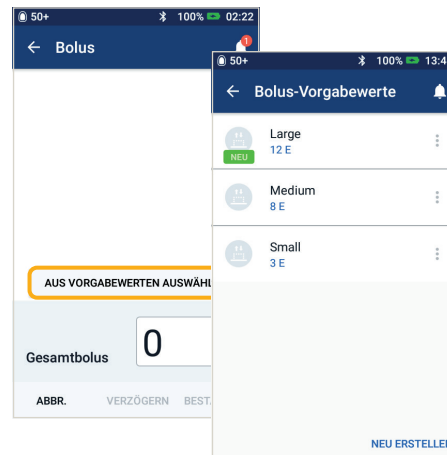 50+ 100% 02:22
Bolus
1
AUS VORGABEWERTEN AUSWÄHL
Gesamtbolus
0
ABBR. VERZÖGERN BEST.
50+ 100% 13:4
Bolus-Vorgabewerte
Large
12 E
NEU
Medium
8 E
Small
3 E
NEU ERSTELLEN